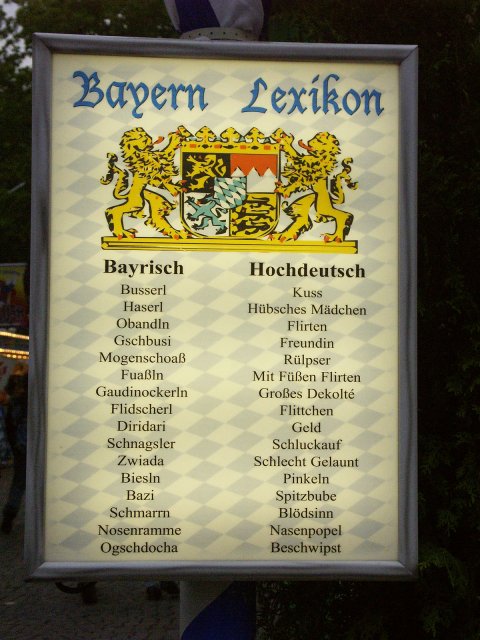 Bayern Lexikon
Bayrisch Hochdeutsch
Busserl Kuss
Haserl Hübsches Mädchen
Obandln Flirten
Gschbusi Freundin
Mogenschoaß Rülpser
Fuaßln Mit Füßen Flirten
Gaudinockerln Großes Dekolté
Flidscherl Flittchen
Diridari Geld
Schnagsler Schluckauf
Zwiada Schlecht Gelaunt
Biesln Pinkeln
Bazi Spitzbube
Schmarrn Blödsinn
Nosenramme Nasenpopel
Ogschdocha Beschwipst